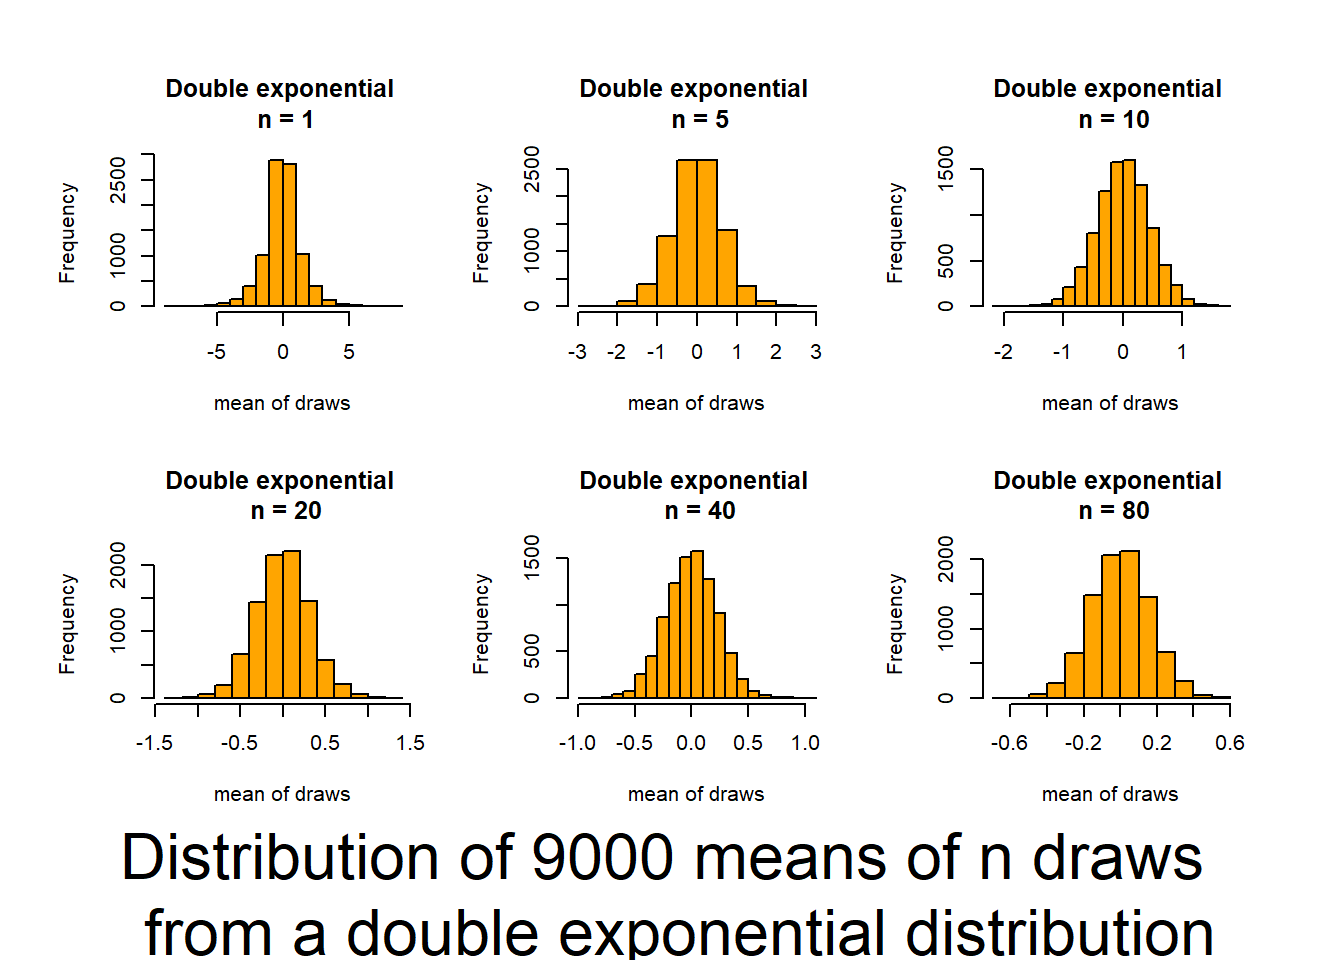 Double exponential
n = 1
Frequency
0 1000 2500
-5 0 5
mean of draws
Double exponential
n = 5
Frequency
0 1000 2500
-3 -2 -1 0 1 2 3
mean of draws
Double exponential
n = 10
Frequency
0 500 1500
-2 -1 0 1
mean of draws
Double exponential
n = 20
Frequency
0 1000 2000
-1.5 -0.5 0.5 1.5
mean of draws
Double exponential
n = 40
Frequency
0 500 1500
-1.0 -0.5 0.0 0.5 1.0
mean of draws
Double exponential
n = 80
Frequency
0 1000 2000
-0.6 -0.2 0.2 0.6
mean of draws
Distribution of 9000 means of n draws
from a double exponential distribution